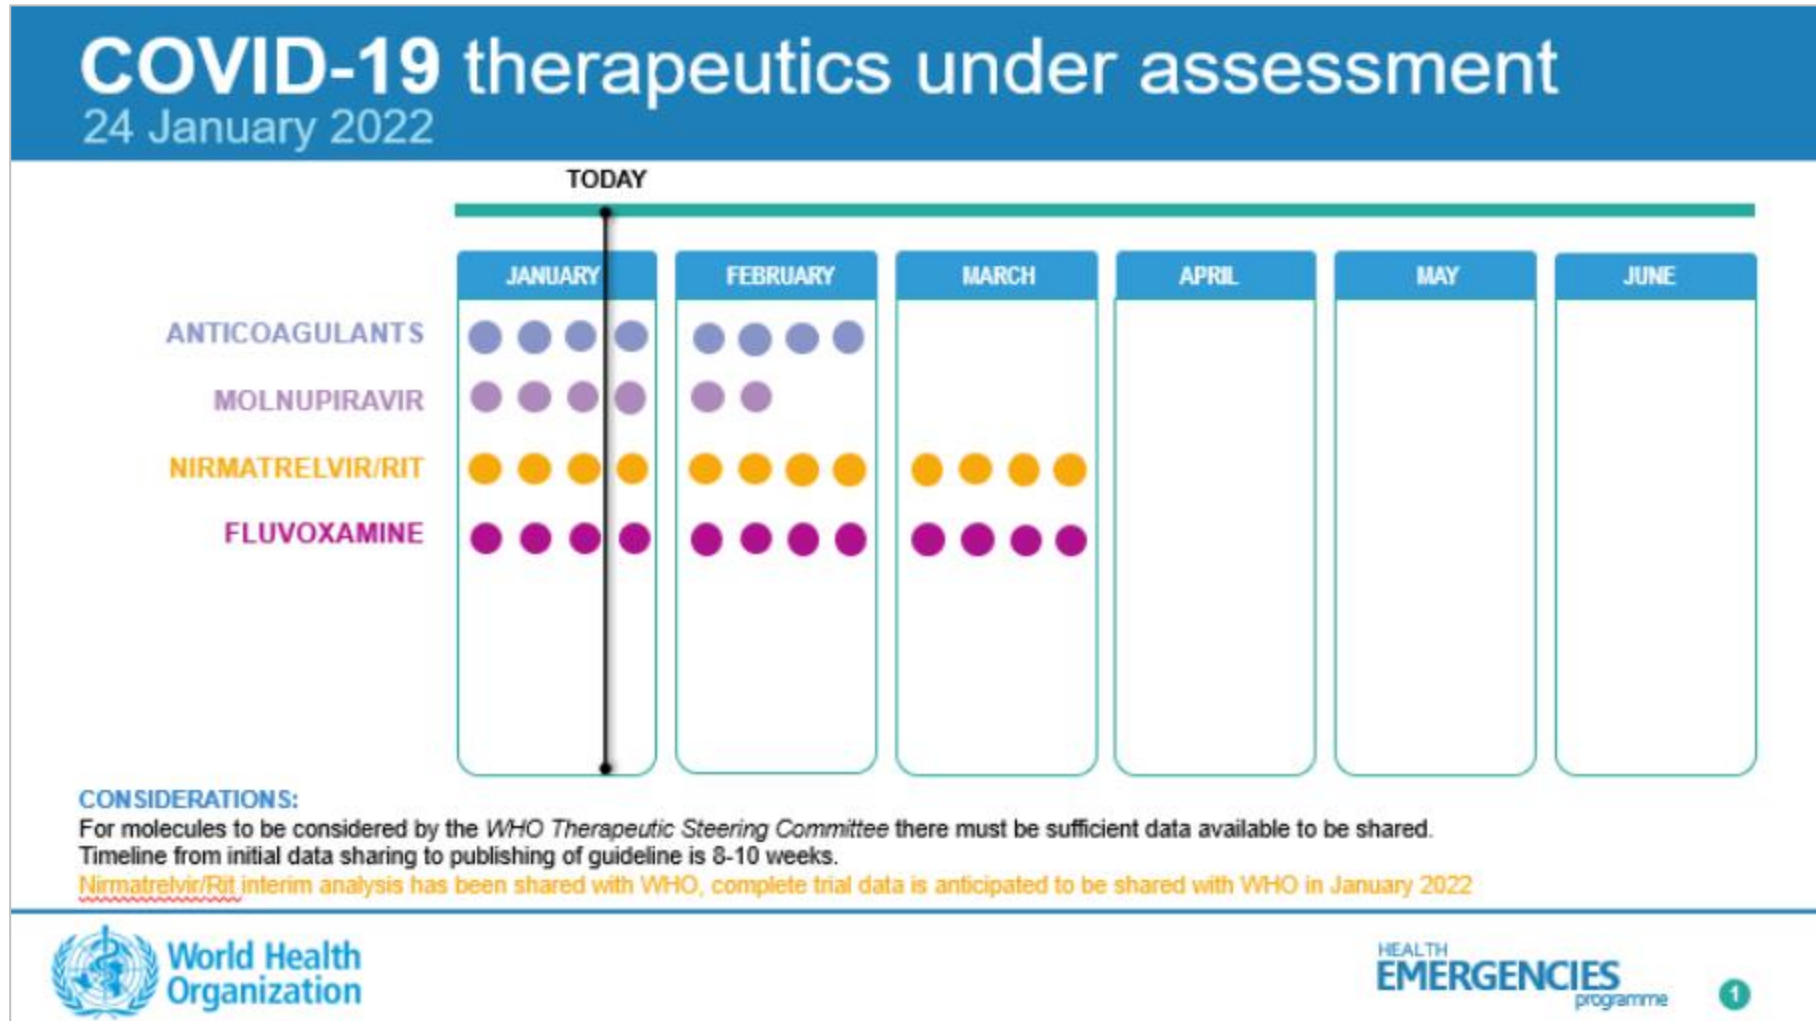 COVID-19 therapeutics under assessment
24 January 2022
TODAY
JANUARY FEBRUARY MARCH APRIL MAY JUNE
ANTICOAGULANTS
MOLNUPIRAVIR
NIRMATRELVIR/RIT
FLUVOXAMINE
CONSIDERATIONS:
For molecules to be considered by the WHO Therapeutic Steering Committee there must be sufficient data available to be shared.
Timeline from initial data sharing to publishing of guideline is 8-10 weeks.
Nirmatrelvir/Rit interim analysis has been shared with WHO, complete trial data is anticipated to be shared with WHO in January 2022
World Health
Organization
HEALTH
EMERGENCIES
programme
1